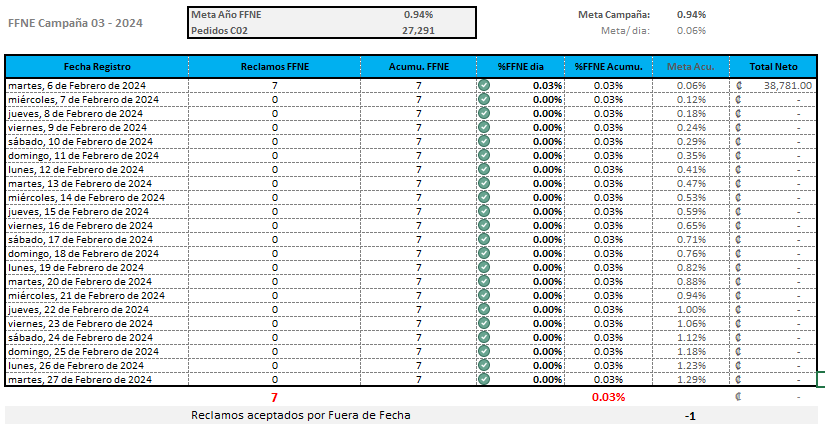 FFNE Campaña 03 - 2024
Meta Año FFNE 0.94%
Pedidos C02 27,291
Meta Campaña: 0.94%
Meta/ dia: 0.06%
Fecha Registro Reclamos FFNE Acumu. FFNE %FFNE dia %FFNE Acumu. Meta Acu. Total Neto
martes, 6 de Febrero de 2024 7 7 0.03% 0.03% 0.06% ₡ 38,781.00
miércoles, 7 de Febrero de 2024 0 7 0.00% 0.03% 0.12% ₡ -
jueves, 8 de Febrero de 2024 0 7 0.00% 0.03% 0.18% ₡ -
viernes, 9 de Febrero de 2024 0 7 0.00% 0.03% 0.24% ₡ -
sábado, 10 de Febrero de 2024 0 7 0.00% 0.03% 0.29% ₡ -
domingo, 11 de Febrero de 2024 0 7 0.00% 0.03% 0.35% ₡ -
lunes, 12 de Febrero de 2024 0 7 0.00% 0.03% 0.41% ₡ -
martes, 13 de Febrero de 2024 0 7 0.00% 0.03% 0.47% ₡ -
miércoles, 14 de Febrero de 2024 0 7 0.00% 0.03% 0.53% ₡ -
jueves, 15 de Febrero de 2024 0 7 0.00% 0.03% 0.59% ₡ -
viernes, 16 de Febrero de 2024 0 7 0.00% 0.03% 0.65% ₡ -
sábado, 17 de Febrero de 2024 0 7 0.00% 0.03% 0.71% ₡ -
domingo, 18 de Febrero de 2024 0 7 0.00% 0.03% 0.76% ₡ -
lunes, 19 de Febrero de 2024 0 7 0.00% 0.03% 0.82% ₡ -
martes, 20 de Febrero de 2024 0 7 0.00% 0.03% 0.88% ₡ -
miércoles, 21 de Febrero de 2024 0 7 0.00% 0.03% 0.94% ₡ -
jueves, 22 de Febrero de 2024 0 7 0.00% 0.03% 1.00% ₡ -
viernes, 23 de Febrero de 2024 0 7 0.00% 0.03% 1.06% ₡ -
sábado, 24 de Febrero de 2024 0 7 0.00% 0.03% 1.12% ₡ -
domingo, 25 de Febrero de 2024 0 7 0.00% 0.03% 1.18% ₡ -
lunes, 26 de Febrero de 2024 0 7 0.00% 0.03% 1.23% ₡ -
martes, 27 de Febrero de 2024 0 7 0.00% 0.03% 1.29% ₡ -
7 0.03% ₡ -
Reclamos aceptados por Fuera de Fecha -1